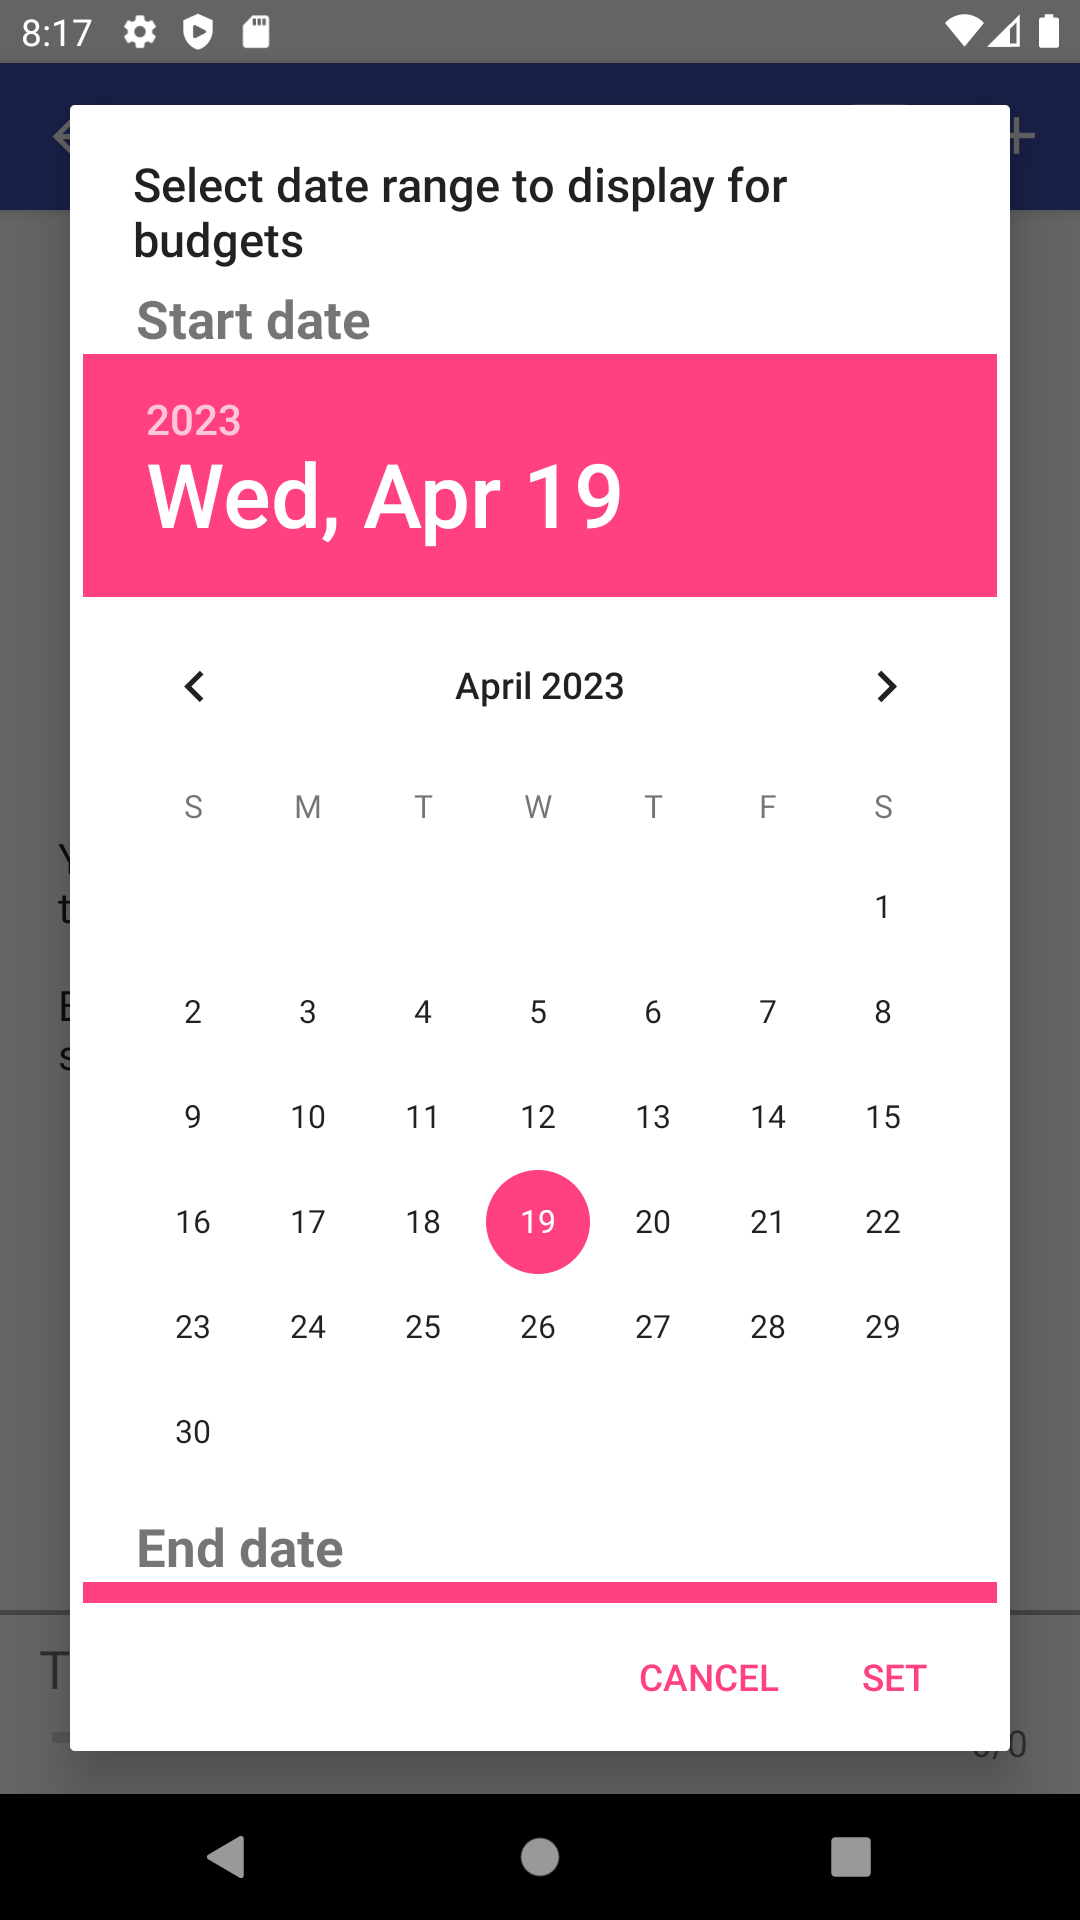 8:17
Select date range to display for
budgets
Start date
2023
Wed, Apr 19
April 2023
S M T W T F S
1
2 3 4 5 6 7 8
9 10 11 12 13 14 15
16 17 18 19 20 21 22
23 24 25 26 27 28 29
30
End date
CANCEL SET